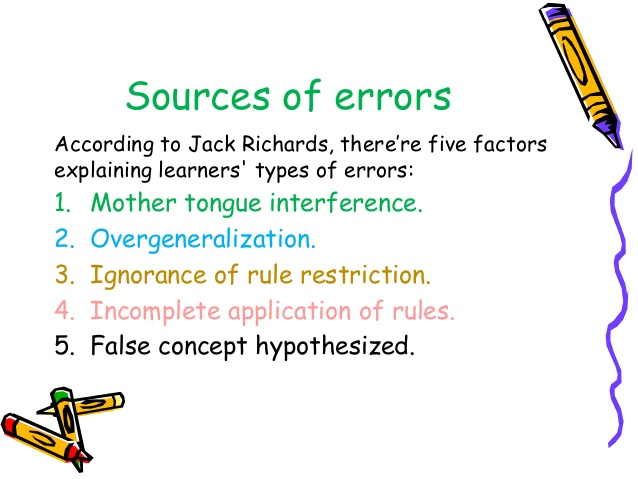 Sources of errors
According to Jack Richards, there’re five factors
explaining learners' types of errors:
1. Mother tongue interference.
2. Overgeneralization.
3. Ignorance of rule restriction.
4. Incomplete application of rules.
5. False concept hypothesized.